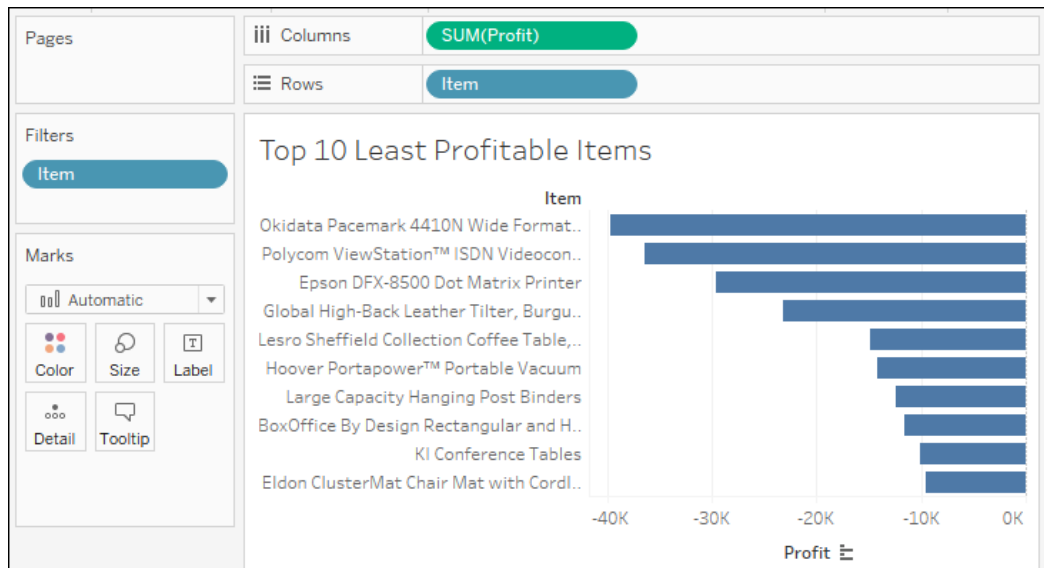 Pages
Columns
SUM(Profit)
Rows
Item
Filters
Item
Marks
Automatic
Color
Size
Label
Detail
Tooltip
Top 10 Least Profitable Items
Item
Okidata Pacemark 4410N Wide Format..
Polycom ViewStation™ ISDN Videocon..
Epson DFX-8500 Dot Matrix Printer
Global High-Back Leather Tilter, Burgu..
Lesro Sheffield Collection Coffee Table,..
Hoover Portapower™ Portable Vacuum
Large Capacity Hanging Post Binders
BoxOffice By Design Rectangular and H..
KI Conference Tables
Eldon ClusterMat Chair Mat with Cordl..
-40K -30K -20K -10K 0K
Profit